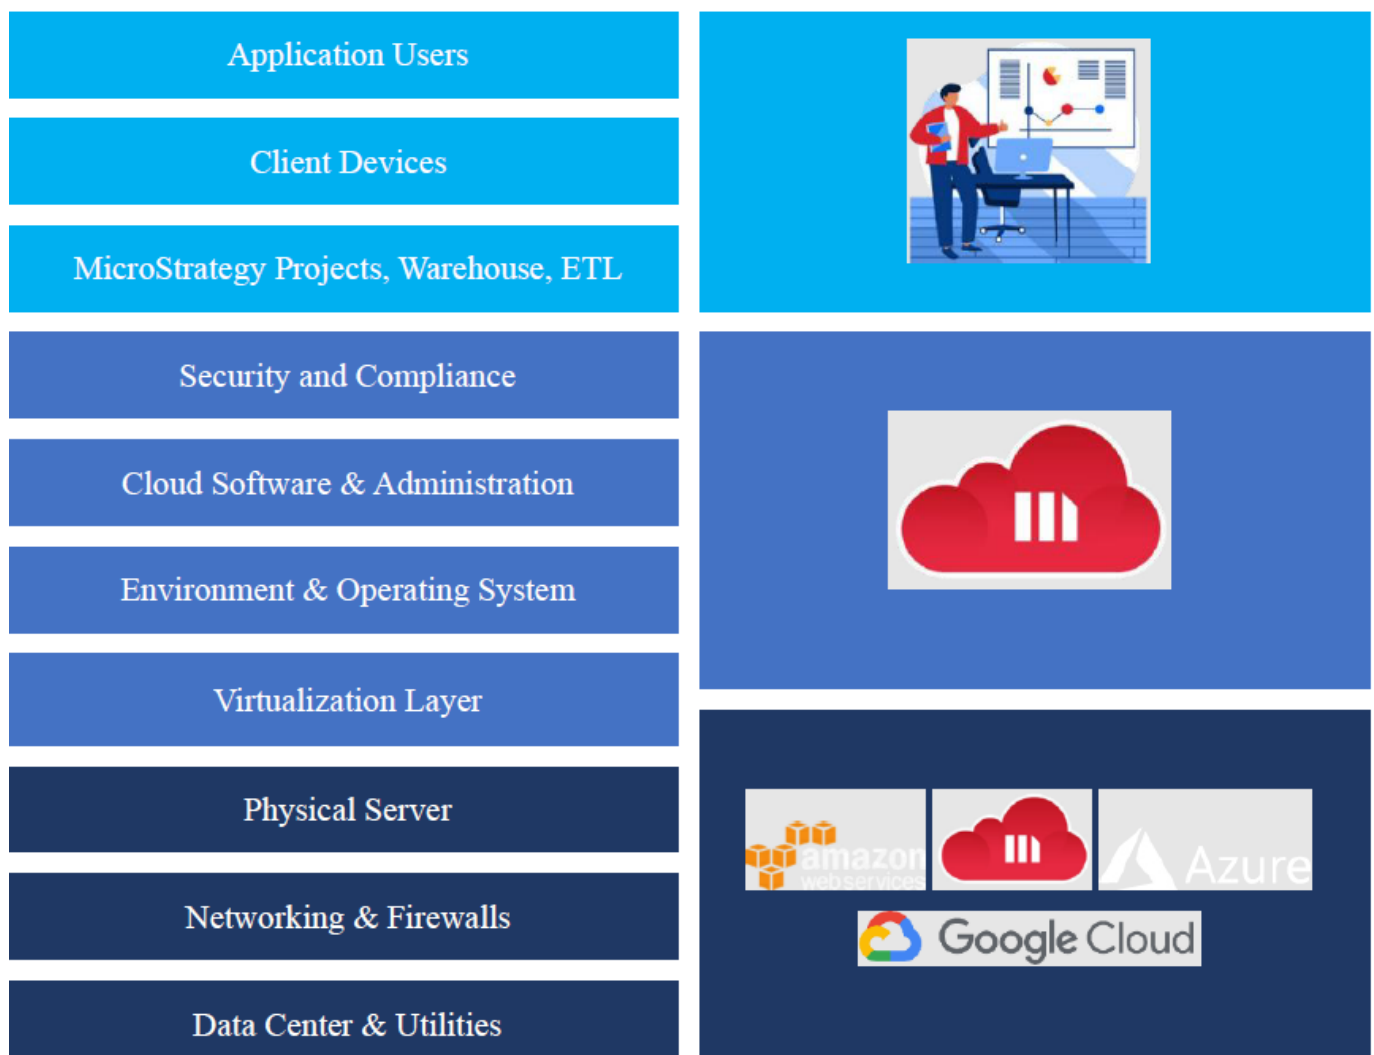 Application Users
Client Devices
MicroStrategy Projects, Warehouse, ETL
Security and Compliance
Cloud Software & Administration
Environment & Operating System
Virtualization Layer
Physical Server
Networking & Firewalls
Data Center & Utilities
amazon
webservices
Azure
Google Cloud